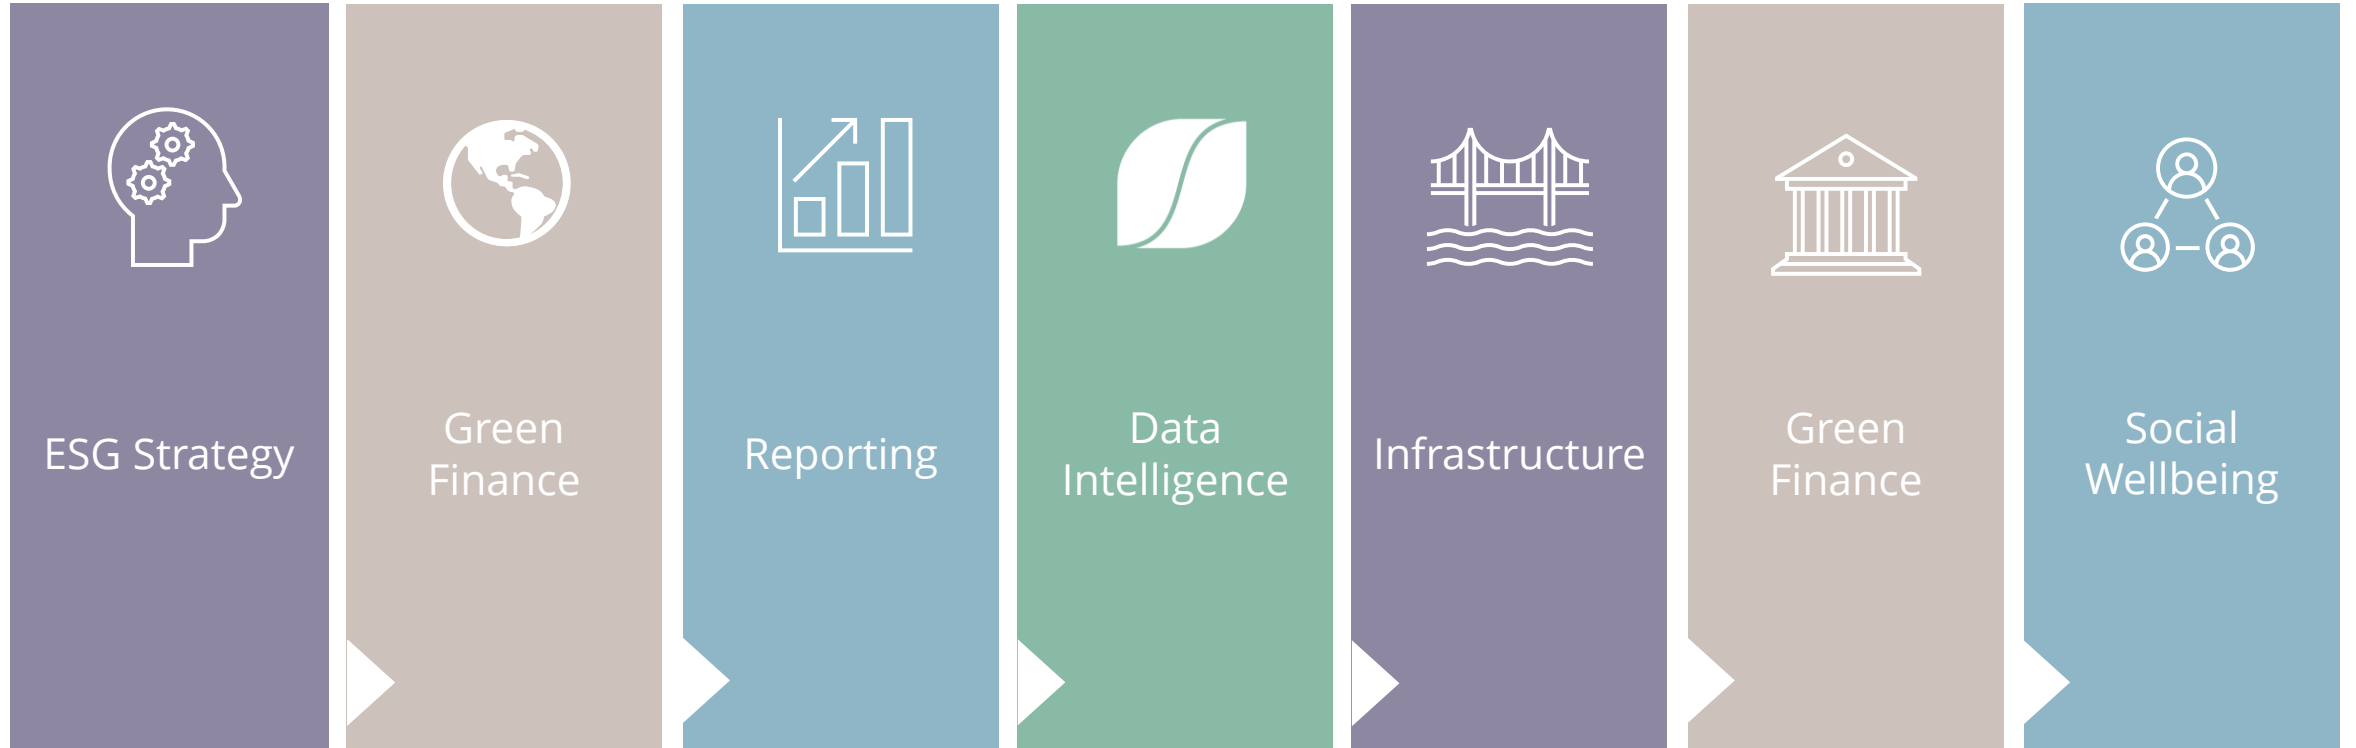 ESG Strategy
Green
Finance
Reporting
Data
Intelligence
Infrastructure
Green
Finance
Social
Wellbeing